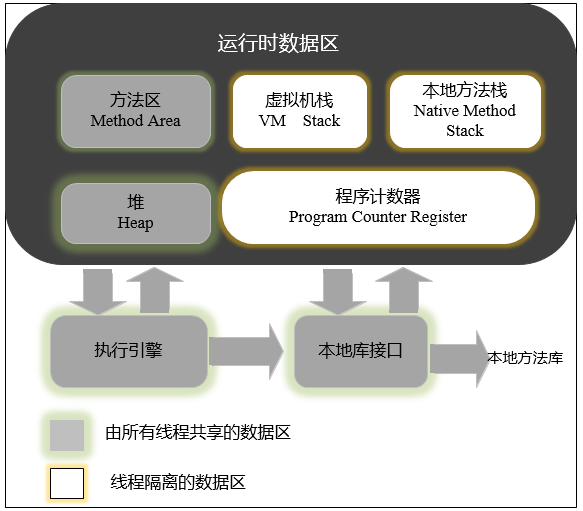 运行时数据区
方法区
Method Area
虚拟机栈
VM Stack
本地方法栈
Native Method
Stack
堆
Heap
程序计数器
Program Counter Register
执行引擎
本地库接口
本地方法库
由所有线程共享的数据区
线程隔离的数据区